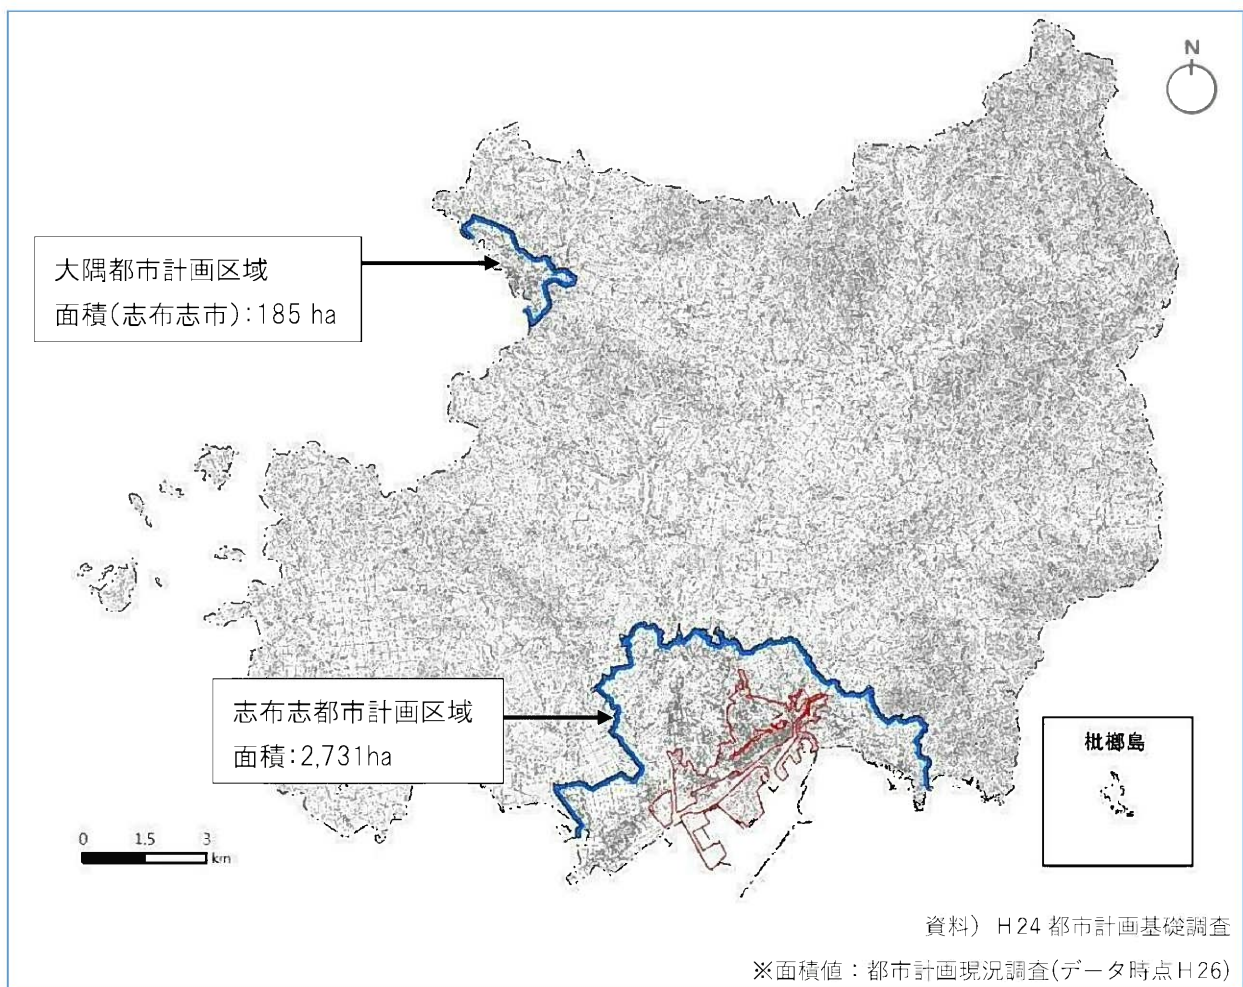 N
大隅都市計画区域
面積(志布志市):185 ha
志布志都市計画区域
面積:2,731ha
枇榔島
0 1.5 3
km
資料) H24 都市計画基礎調査
※面積値:都市計画現況調査(データ時点H26)